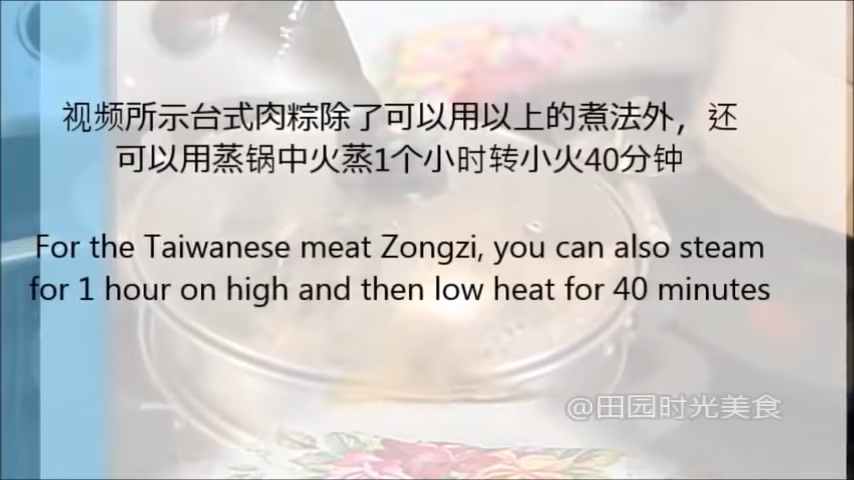 视频所示台式肉粽除了可以用以上的煮法外，还
可以用蒸锅中火蒸1个小时转小火40分钟
For the Taiwanese meat Zongzi, you can also steam
for 1 hour on high and then low heat for 40 minutes
@田园时光美食